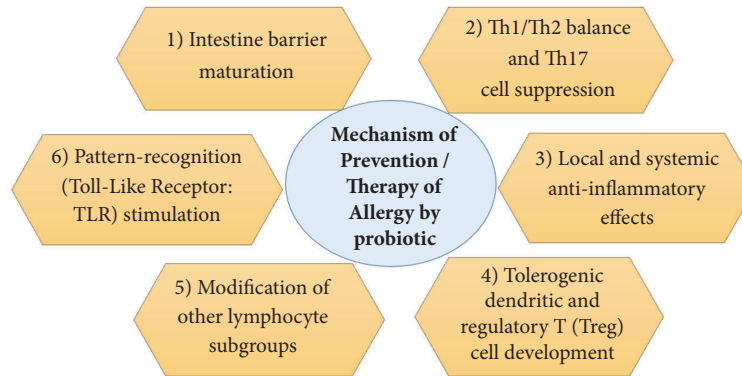 1) Intestine barrier
maturation
2) Th1/Th2 balance
and Th17
cell suppression
Mechanism of
Prevention /
Therapy of
Allergy by
probiotic
3) Local and systemic
anti-inflammatory
effects
4) Tolerogenic
dendritic and
regulatory T (Treg)
cell development
5) Modification of
other lymphocyte
subgroups
6) Pattern-recognition
(Toll-Like Receptor:
TLR) stimulation